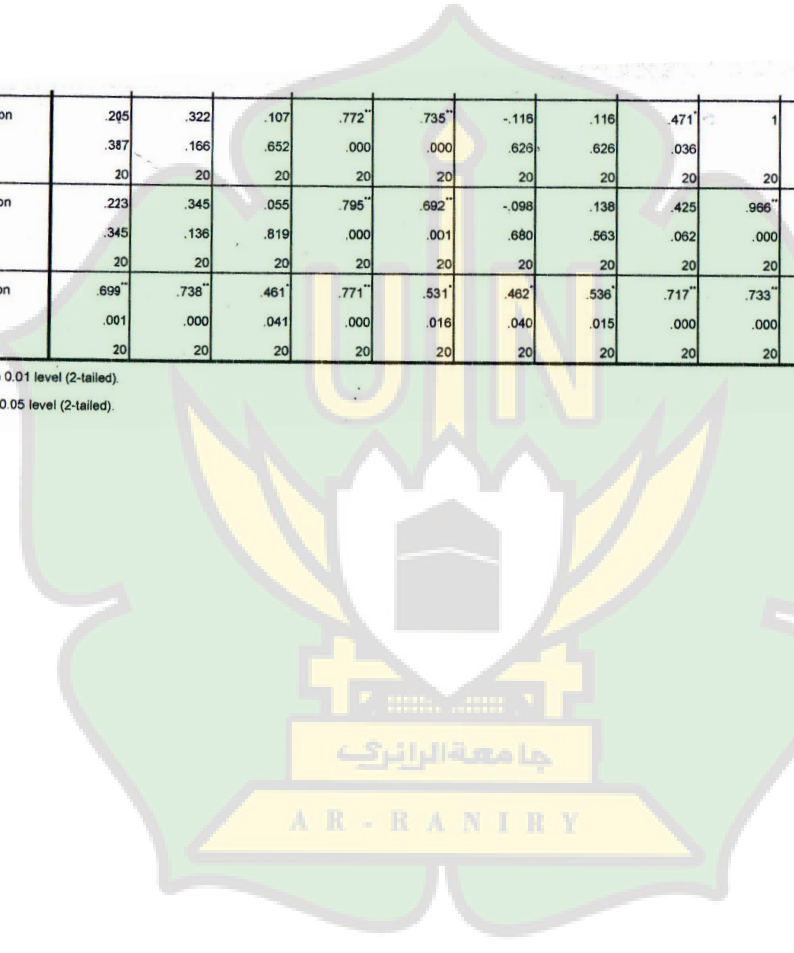 on .205 .322 .107 .772** .735** -.116 .116 .471* 1
.387 .166 .652 .000 .000 .626 .626 .036
20 20 20 20 20 20 20 20 20
on .223 .345 .055 .795** .692** -.098 .138 .425 .966**
.345 .136 .819 .000 .001 .680 .563 .062 .000
20 20 20 20 20 20 20 20 20
on .699** .738** .461* .771** .531* .462* .536* .717** .733**
.001 .000 .041 .000 .016 .040 .015 .000 .000
20 20 20 20 20 20 20 20 20
0.01 level (2-tailed).
0.05 level (2-tailed).
UIN
جامعة الرانري
AR-RANIRY